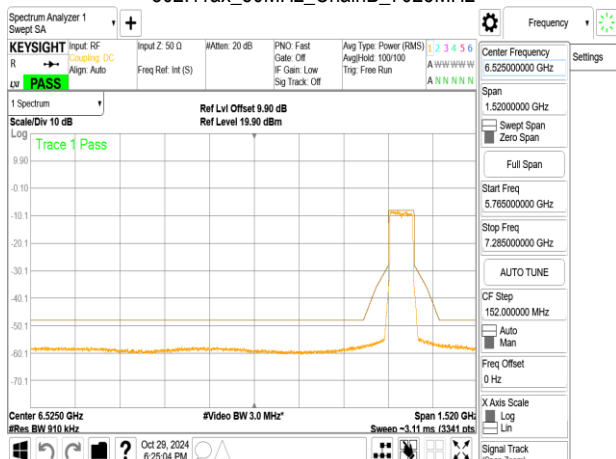 Spectrum Analyzer 1
Swept SA
Frequency
KEYSIGHT
Input: RF
Coupling: DC
Align: Auto
Input Z: 50 Ω
Freq Ref: Int (S)
#Atten: 20 dB
PNO: Fast
Gate: Off
IF Gain: Low
Sig Track: Off
Avg Type: Power (RMS)
Avg|Hold: 100/100
Trig: Free Run
1 2 3 4 5 6
A W W W W W
A N N N N N
R
LXI
PASS
1 Spectrum
Scale/Div 10 dB
Ref Lvl Offset 9.90 dB
Ref Level 19.90 dBm
Log
Trace 1 Pass
9.90
-0.10
-10.1
-20.1
-30.1
-40.1
-50.1
-60.1
-70.1
Center 6.5250 GHz
#Video BW 3.0 MHz*
Span 1.520 GHz
#Res BW 910 kHz
Sweep ~3.11 ms (3341 pts
Oct 29, 2024
6:25:04 PM
?
Center Frequency
6.525000000 GHz
Settings
Span
1.52000000 GHz
Swept Span
Zero Span
Full Span
Start Freq
5.765000000 GHz
Stop Freq
7.285000000 GHz
AUTO TUNE
CF Step
152.000000 MHz
Auto
Man
Freq Offset
0 Hz
X Axis Scale
Log
Lin
Signal Track